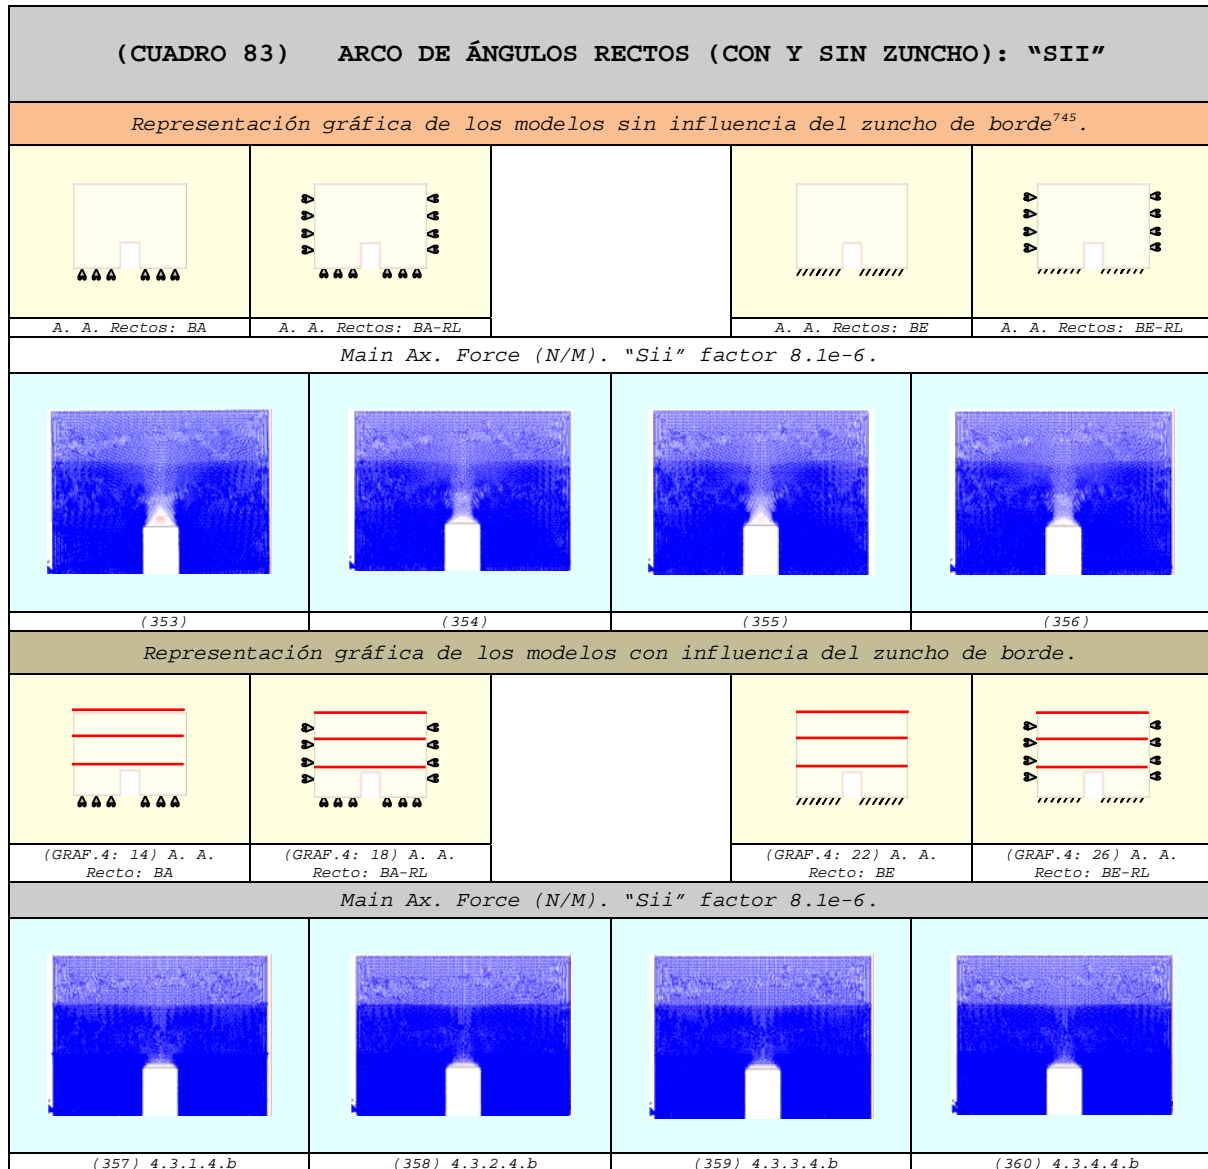 (CUADRO 83) ARCO DE ÁNGULOS RECTOS (CON Y SIN ZUNCHO): “SII”
Representación gráfica de los modelos sin influencia del zuncho de borde745.
A. A. Rectos: BA
A. A. Rectos: BA-RL
A. A. Rectos: BE
A. A. Rectos: BE-RL
Main Ax. Force (N/M). “Sii” factor 8.1e-6.
(353)
(354)
(355)
(356)
Representación gráfica de los modelos con influencia del zuncho de borde.
(GRAF.4: 14) A. A.
Recto: BA
(GRAF.4: 18) A. A.
Recto: BA-RL
(GRAF.4: 22) A. A.
Recto: BE
(GRAF.4: 26) A. A.
Recto: BE-RL
Main Ax. Force (N/M). “Sii” factor 8.1e-6.
(357) 4.3.1.4.b
(358) 4.3.2.4.b
(359) 4.3.3.4.b
(360) 4.3.4.4.b